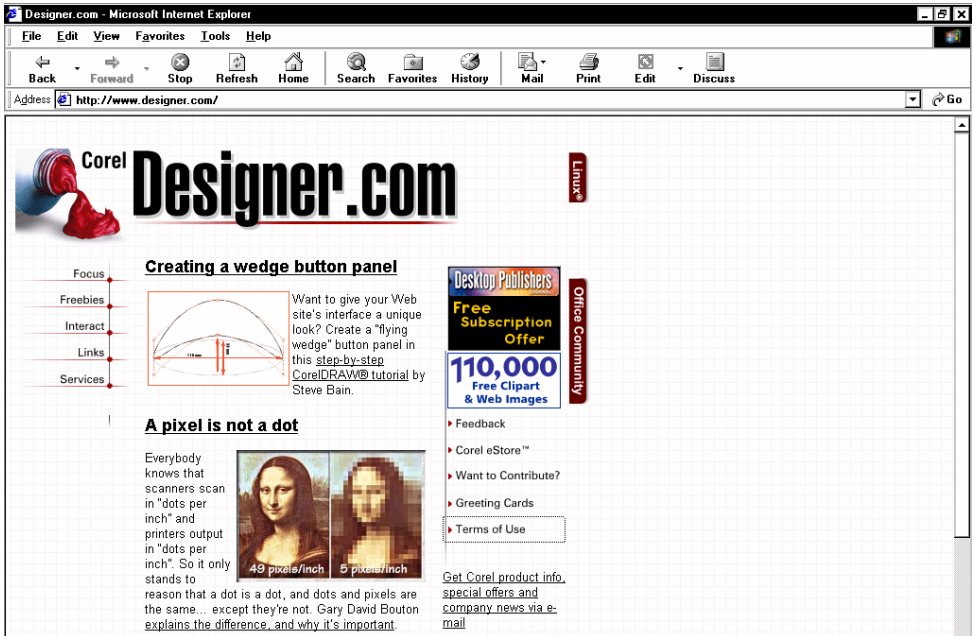 Designer.com - Microsoft Internet Explorer
File Edit View Favorites Tools Help
Back Forward Stop Refresh Home Search Favorites History Mail Print Edit Discuss
Address http://www.designer.com/ Go
Corel
Designer.com
Linux®
Focus
Freebies
Interact
Links
Services
Creating a wedge button panel
Want to give your Web
site's interface a unique
look? Create a "flying
wedge" button panel in
this step-by-step
CorelDRAW® tutorial by
Steve Bain.
A pixel is not a dot
Everybody
knows that
scanners scan
in "dots per
inch" and
printers output
in "dots per
inch". So it only
stands to
reason that a dot is a dot, and dots and pixels are
the same... except they're not. Gary David Bouton
explains the difference, and why it's important.
49 pixels/inch
5 pixels/inch
Desktop Publishers
Free
Subscription
Offer
110,000
Free Clipart
& Web Images
Office Community
Feedback
Corel eStore™
Want to Contribute?
Greeting Cards
Terms of Use
Get Corel product info,
special offers and
company news via e-
mail